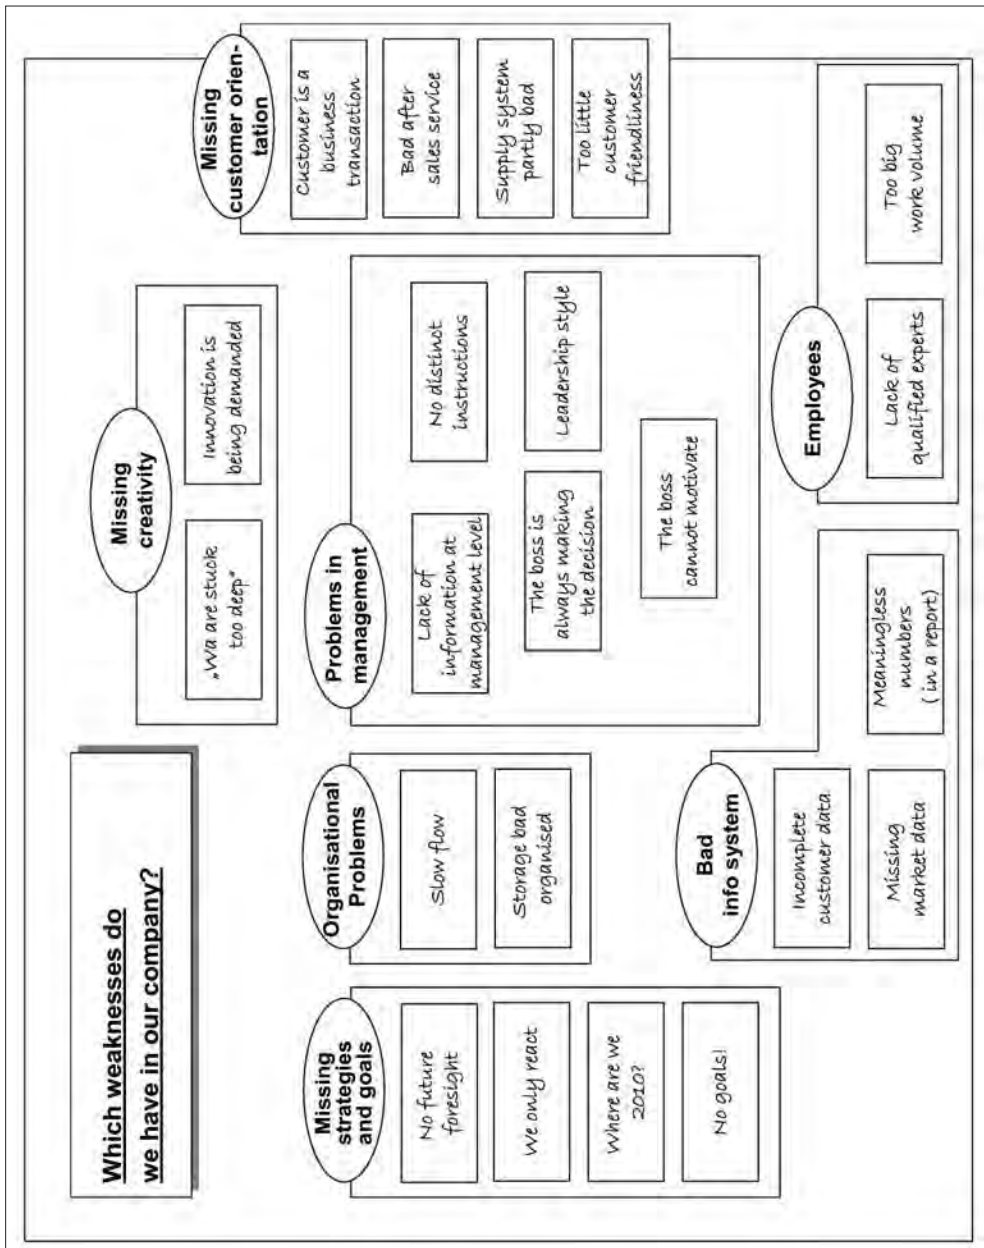 Which weaknesses do
we have in our company?
Missing
creativity
„Wa are stuck
too deep“
Innovation is
being demanded
Missing
customer orien-
tation
Customer is a
business
transaction
Bad after
sales service
Supply system
partly bad
Too little
customer
friendliness
Missing
strategies
and goals
No future
foresight
We only react
Where are we
2010?
No goals!
Organisational
Problems
Slow flow
Storage bad
organised
Problems in
management
Lack of
information at
management level
No distinct
instructions
The boss is
always making
the decision
Leadership style
The boss
cannot motivate
Bad
info system
Incomplete
customer data
Missing
market data
Meaningless
numbers
( in a report)
Employees
Lack of
qualified experts
Too big
work volume